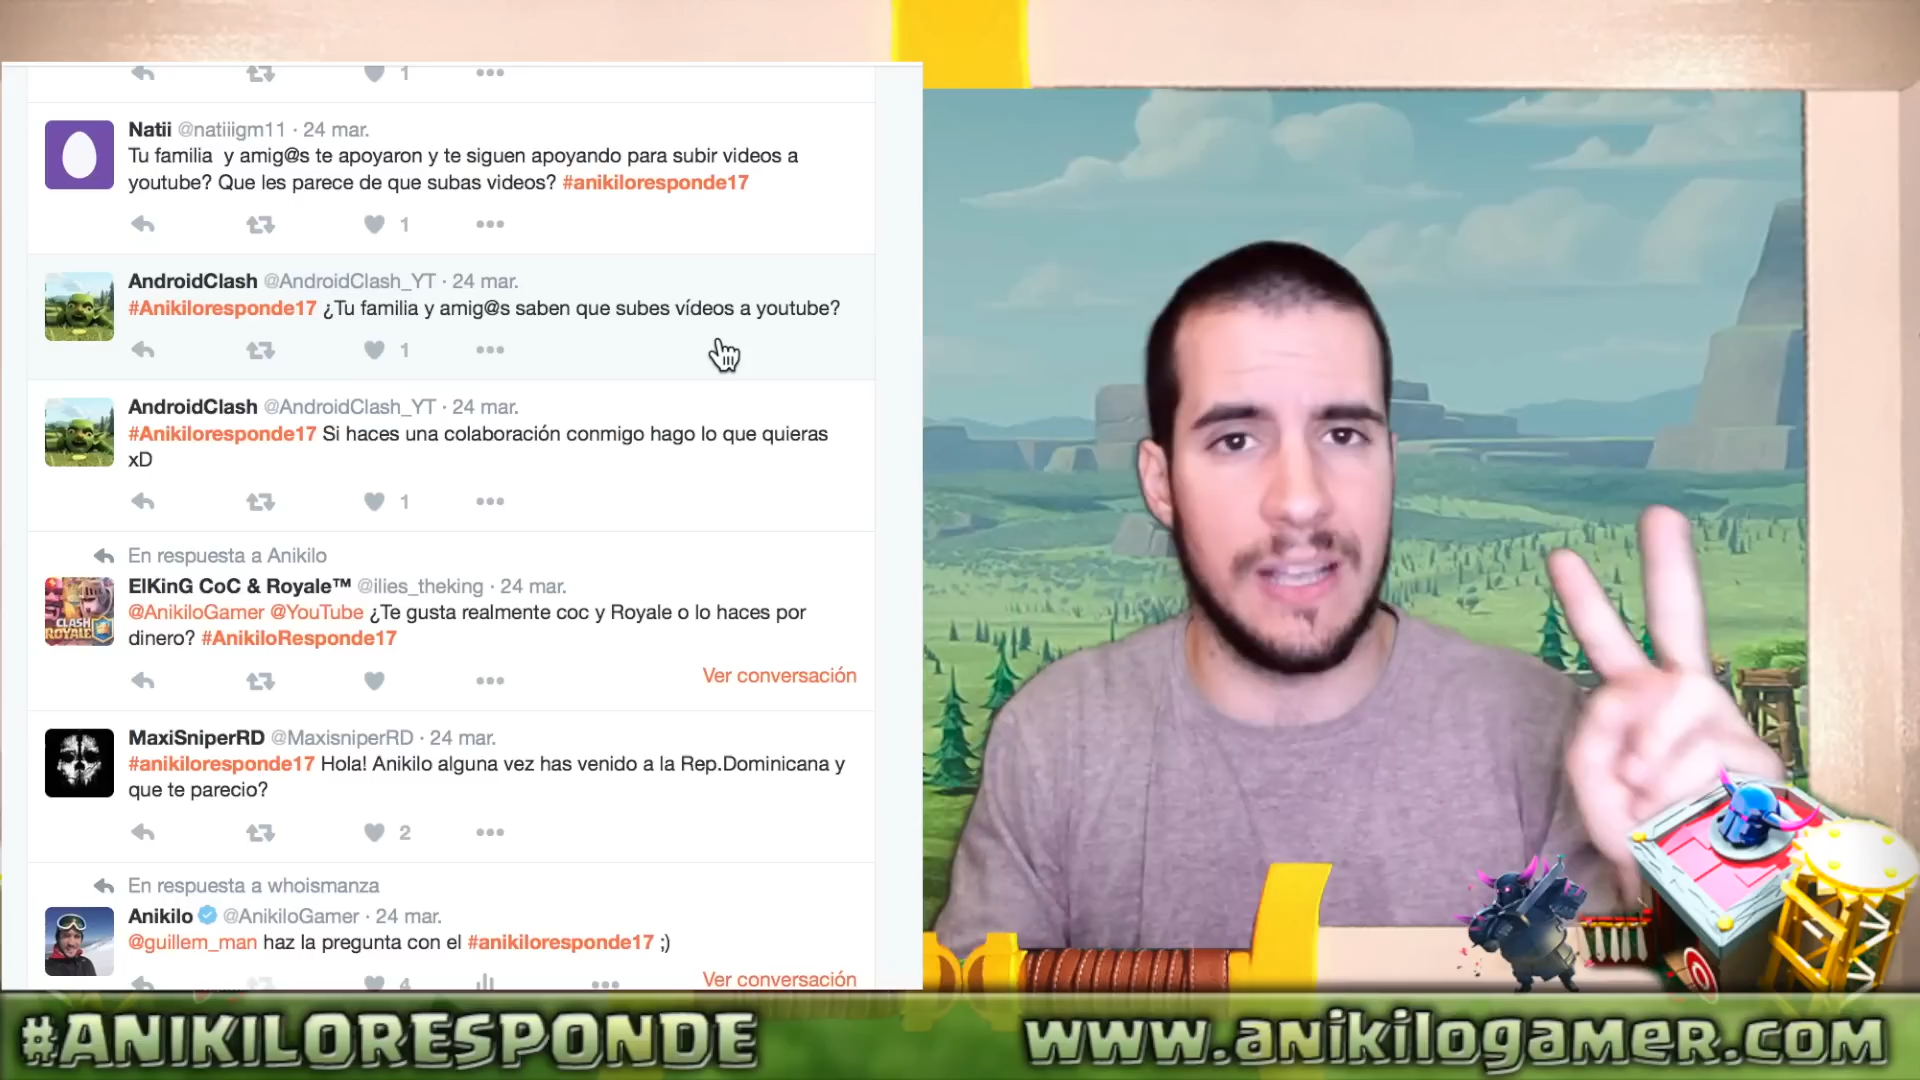 1
Natii @natiiigm11 · 24 mar.
Tu familia y amig@s te apoyaron y te siguen apoyando para subir videos a
youtube? Que les parece de que subas videos? #anikiloresponde17
1
AndroidClash @AndroidClash_YT · 24 mar.
#Anikiloresponde17 ¿Tu familia y amig@s saben que subes vídeos a youtube?
1
AndroidClash @AndroidClash_YT · 24 mar.
#Anikiloresponde17 Si haces una colaboración conmigo hago lo que quieras
xD
1
En respuesta a Anikilo
ElKinG CoC & Royale™ @ilies_theking · 24 mar.
@AnikiloGamer @YouTube ¿Te gusta realmente coc y Royale o lo haces por
dinero? #AnikiloResponde17
CLASH
ROYALE
Ver conversación
MaxiSniperRD @MaxisniperRD · 24 mar.
#anikiloresponde17 Hola! Anikilo alguna vez has venido a la Rep.Dominicana y
que te parecio?
2
En respuesta a whoismanza
Anikilo @AnikiloGamer · 24 mar.
@guillem_man haz la pregunta con el #anikiloresponde17 ;)
4
Ver conversación
#ANIKILORESPONDE
www.anikilogamer.com